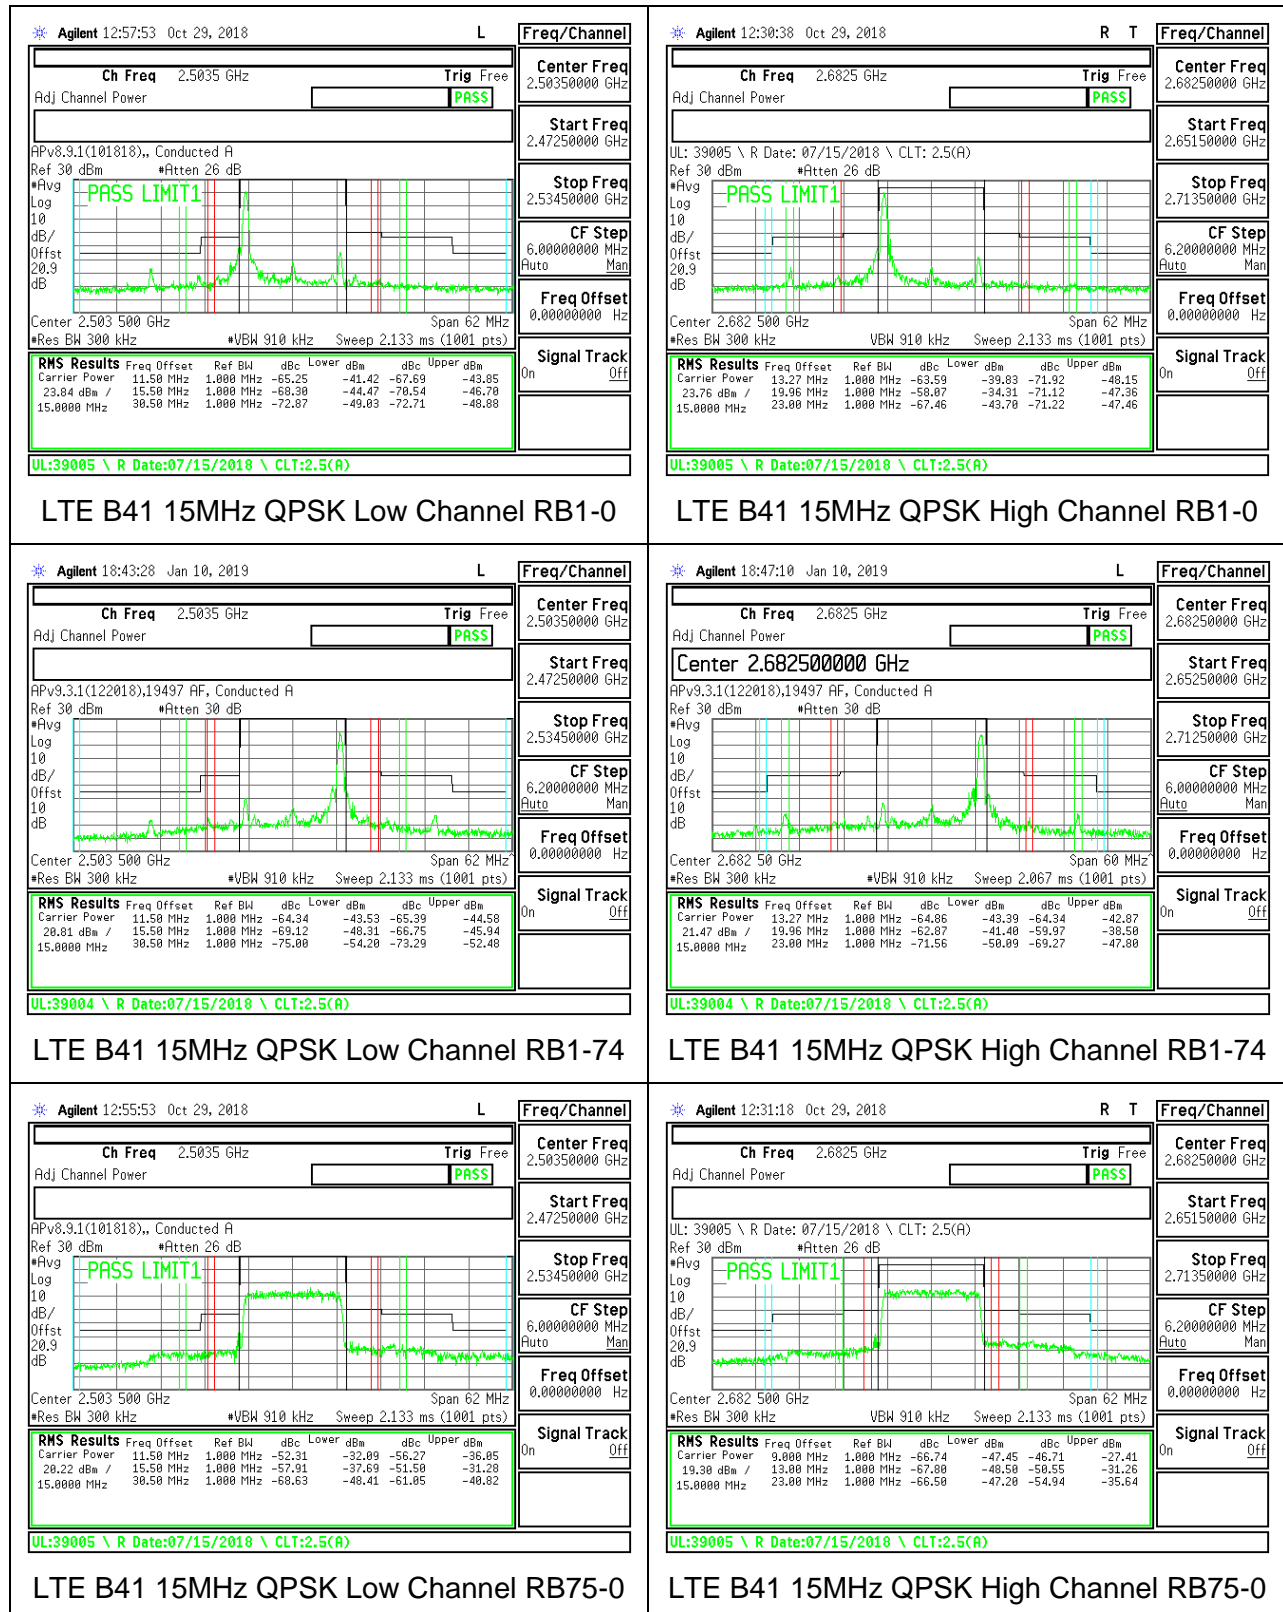 Agilent 12:57:53 Oct 29, 2018 L Freq/Channel
Ch Freq 2.5035 GHz Trig Free
Adj Channel Power PASS
APv8.9.1(101818),, Conducted A
Ref 30 dBm #Atten 26 dB
#Avg
Log
10
dB/
Offst
20.9
dB
PASS LIMIT1
Center 2.503 500 GHz Span 62 MHz
#Res BW 300 kHz #VBW 910 kHz Sweep 2.133 ms (1001 pts)
RMS Results Freq Offset Ref BW dBc Lower dBm dBc Upper dBm
Carrier Power 11.50 MHz 1.000 MHz -65.25 -41.42 -67.69 -43.85
23.84 dBm / 15.50 MHz 1.000 MHz -68.30 -44.47 -70.54 -46.70
15.0000 MHz 30.50 MHz 1.000 MHz -72.87 -49.03 -72.71 -48.88
UL:39005 \ R Date:07/15/2018 \ CLT:2.5(A)
Center Freq
2.50350000 GHz
Start Freq
2.47250000 GHz
Stop Freq
2.53450000 GHz
CF Step
6.00000000 MHz
Auto Man
Freq Offset
0.00000000 Hz
Signal Track
On Off
LTE B41 15MHz QPSK Low Channel RB1-0
Agilent 12:30:38 Oct 29, 2018 R T Freq/Channel
Ch Freq 2.6825 GHz Trig Free
Adj Channel Power PASS
UL: 39005 \ R Date: 07/15/2018 \ CLT: 2.5(A)
Ref 30 dBm #Atten 26 dB
#Avg
Log
10
dB/
Offst
20.9
dB
PASS LIMIT1
Center 2.682 500 GHz Span 62 MHz
#Res BW 300 kHz #VBW 910 kHz Sweep 2.133 ms (1001 pts)
RMS Results Freq Offset Ref BW dBc Lower dBm dBc Upper dBm
Carrier Power 13.27 MHz 1.000 MHz -63.59 -39.83 -71.92 -48.15
23.76 dBm / 19.96 MHz 1.000 MHz -58.07 -34.31 -71.12 -47.36
15.0000 MHz 23.00 MHz 1.000 MHz -67.46 -43.70 -71.22 -47.46
UL:39005 \ R Date:07/15/2018 \ CLT:2.5(A)
Center Freq
2.68250000 GHz
Start Freq
2.65150000 GHz
Stop Freq
2.71350000 GHz
CF Step
6.20000000 MHz
Auto Man
Freq Offset
0.00000000 Hz
Signal Track
On Off
LTE B41 15MHz QPSK High Channel RB1-0
Agilent 18:43:28 Jan 10, 2019 L Freq/Channel
Ch Freq 2.5035 GHz Trig Free
Adj Channel Power PASS
APv9.3.1(122018),19497 AF, Conducted A
Ref 30 dBm #Atten 30 dB
#Avg
Log
10
dB/
Offst
10
dB
Center 2.503 500 GHz Span 62 MHz
#Res BW 300 kHz #VBW 910 kHz Sweep 2.133 ms (1001 pts)
RMS Results Freq Offset Ref BW dBc Lower dBm dBc Upper dBm
Carrier Power 11.50 MHz 1.000 MHz -64.34 -43.53 -65.39 -44.58
20.81 dBm / 15.50 MHz 1.000 MHz -69.12 -48.31 -66.75 -45.94
15.0000 MHz 30.50 MHz 1.000 MHz -75.00 -54.20 -73.29 -52.48
UL:39004 \ R Date:07/15/2018 \ CLT:2.5(A)
Center Freq
2.50350000 GHz
Start Freq
2.47250000 GHz
Stop Freq
2.53450000 GHz
CF Step
6.20000000 MHz
Auto Man
Freq Offset
0.00000000 Hz
Signal Track
On Off
LTE B41 15MHz QPSK Low Channel RB1-74
Agilent 18:47:10 Jan 10, 2019 L Freq/Channel
Ch Freq 2.6825 GHz Trig Free
Adj Channel Power PASS
Center 2.682500000 GHz
APv9.3.1(122018),19497 AF, Conducted A
Ref 30 dBm #Atten 30 dB
#Avg
Log
10
dB/
Offst
10
dB
Center 2.682 50 GHz Span 60 MHz
#Res BW 300 kHz #VBW 910 kHz Sweep 2.067 ms (1001 pts)
RMS Results Freq Offset Ref BW dBc Lower dBm dBc Upper dBm
Carrier Power 13.27 MHz 1.000 MHz -64.86 -43.39 -64.34 -42.87
21.47 dBm / 19.96 MHz 1.000 MHz -62.87 -41.40 -59.97 -38.50
15.0000 MHz 23.00 MHz 1.000 MHz -71.56 -50.09 -69.27 -47.80
UL:39004 \ R Date:07/15/2018 \ CLT:2.5(A)
Center Freq
2.68250000 GHz
Start Freq
2.65250000 GHz
Stop Freq
2.71250000 GHz
CF Step
6.00000000 MHz
Auto Man
Freq Offset
0.00000000 Hz
Signal Track
On Off
LTE B41 15MHz QPSK High Channel RB1-74
Agilent 12:55:53 Oct 29, 2018 L Freq/Channel
Ch Freq 2.5035 GHz Trig Free
Adj Channel Power PASS
APv8.9.1(101818),, Conducted A
Ref 30 dBm #Atten 26 dB
#Avg
Log
10
dB/
Offst
20.9
dB
PASS LIMIT1
Center 2.503 500 GHz Span 62 MHz
#Res BW 300 kHz #VBW 910 kHz Sweep 2.133 ms (1001 pts)
RMS Results Freq Offset Ref BW dBc Lower dBm dBc Upper dBm
Carrier Power 11.50 MHz 1.000 MHz -52.31 -32.09 -56.27 -36.05
20.22 dBm / 15.50 MHz 1.000 MHz -57.91 -37.69 -51.50 -31.28
15.0000 MHz 30.50 MHz 1.000 MHz -68.63 -48.41 -61.05 -40.82
UL:39005 \ R Date:07/15/2018 \ CLT:2.5(A)
Center Freq
2.50350000 GHz
Start Freq
2.47250000 GHz
Stop Freq
2.53450000 GHz
CF Step
6.00000000 MHz
Auto Man
Freq Offset
0.00000000 Hz
Signal Track
On Off
LTE B41 15MHz QPSK Low Channel RB75-0
Agilent 12:31:18 Oct 29, 2018 R T Freq/Channel
Ch Freq 2.6825 GHz Trig Free
Adj Channel Power PASS
UL: 39005 \ R Date: 07/15/2018 \ CLT: 2.5(A)
Ref 30 dBm #Atten 26 dB
#Avg
Log
10
dB/
Offst
20.9
dB
PASS LIMIT1
Center 2.682 500 GHz Span 62 MHz
#Res BW 300 kHz VBW 910 kHz Sweep 2.133 ms (1001 pts)
RMS Results Freq Offset Ref BW dBc Lower dBm dBc Upper dBm
Carrier Power 9.000 MHz 1.000 MHz -66.74 -47.45 -46.71 -27.41
19.30 dBm / 13.00 MHz 1.000 MHz -67.80 -48.50 -50.55 -31.26
15.0000 MHz 23.00 MHz 1.000 MHz -66.50 -47.20 -54.94 -35.64
UL:39005 \ R Date:07/15/2018 \ CLT:2.5(A)
Center Freq
2.68250000 GHz
Start Freq
2.65150000 GHz
Stop Freq
2.71350000 GHz
CF Step
6.20000000 MHz
Auto Man
Freq Offset
0.00000000 Hz
Signal Track
On Off
LTE B41 15MHz QPSK High Channel RB75-0